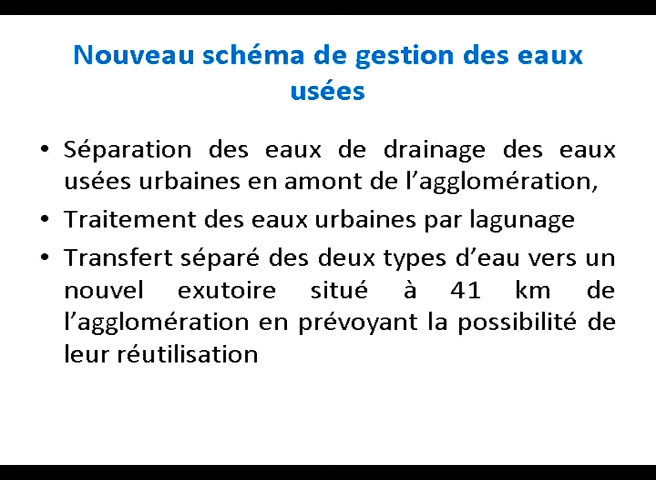 Nouveau schéma de gestion des eaux
usées
• Séparation des eaux de drainage des eaux
usées urbaines en amont de l’agglomération,
• Traitement des eaux urbaines par lagunage
• Transfert séparé des deux types d’eau vers un
nouvel exutoire situé à 41 km de
l’agglomération en prévoyant la possibilité de
leur réutilisation